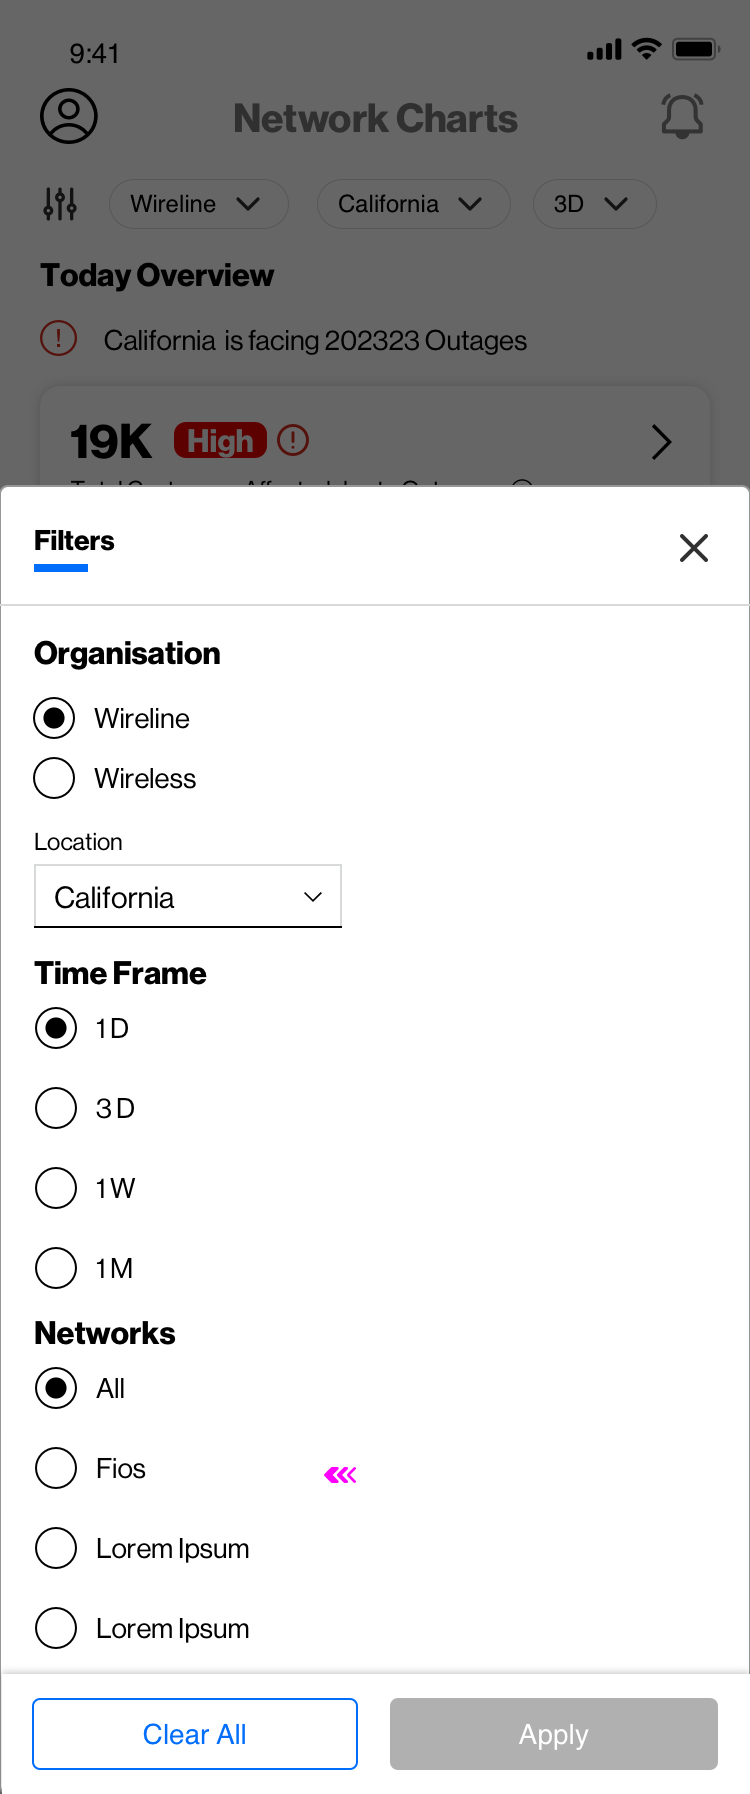 9:41
Network Charts
Wireline California 3D
Today Overview
California is facing 202323 Outages
19K High
Filters
Organisation
Wireline
Wireless
Location
California
Time Frame
1D
3D
1W
1M
Networks
All
Fios
Lorem Ipsum
Lorem Ipsum
Clear All Apply